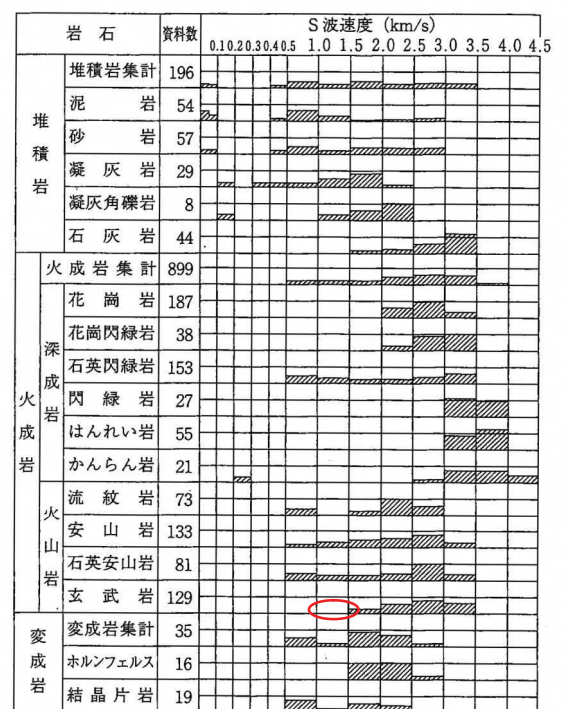 岩石 資料数 S波速度 (km/s)
0.1 0.2 0.3 0.4 0.5 1.0 1.5 2.0 2.5 3.0 3.5 4.0 4.5
堆積岩
堆積岩集計 196
泥岩 54
砂岩 57
凝灰岩 29
凝灰角礫岩 8
石灰岩 44
火成岩
火成岩集計 899
深成岩
花崗岩 187
花崗閃緑岩 38
石英閃緑岩 153
閃緑岩 27
はんれい岩 55
かんらん岩 21
火山岩
流紋岩 73
安山岩 133
石英安山岩 81
玄武岩 129
変成岩
変成岩集計 35
ホルンフェルス 16
結晶片岩 19